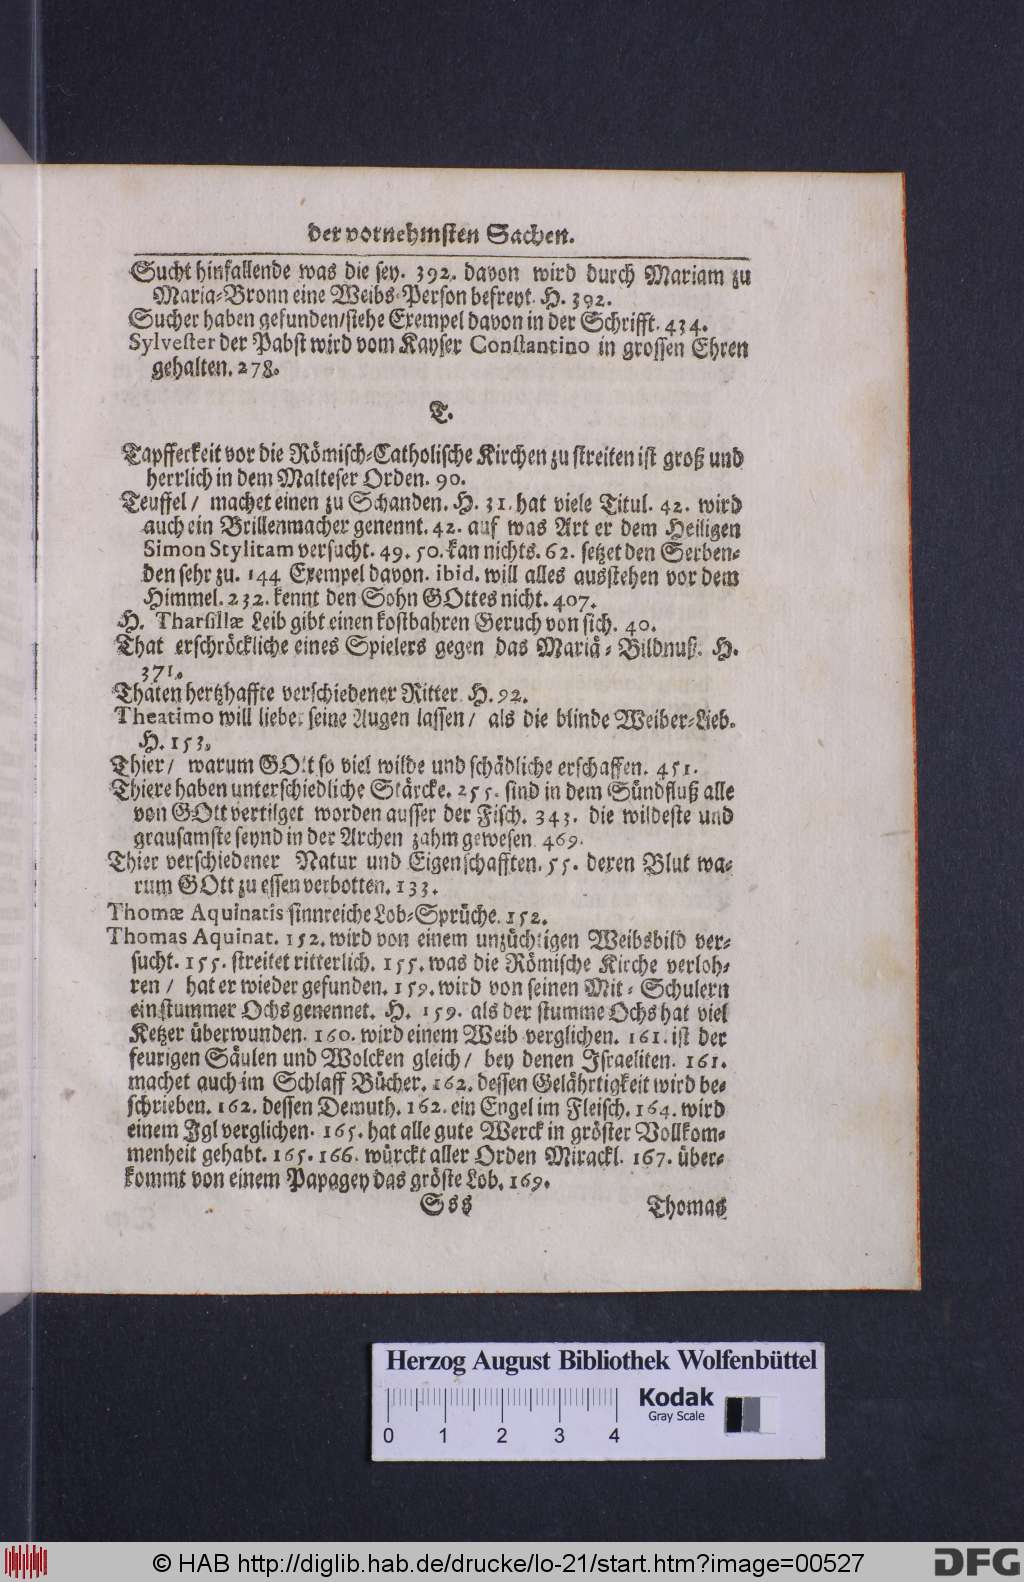 der vornehmsten Sachen.
Sucht hinfallende was die sey. 392. davon wird durch Mariam zu
Maria-Bronn eine Weibs-Person befreyt. H. 392.
Sucher haben gefunden/siehe Exempel davon in der Schrifft. 434.
Sylvester der Pabst wird vom Kayser Constantino in grossen Ehren
gehalten. 278.
T.
Tapfferkeit vor die Römisch-Catholische Kirchen zu streiten ist groß und
herrlich in dem Malteser Orden. 90.
Teuffel/ machet einen zu Schanden. H. 31. hat viele Titul. 42. wird
auch ein Brillenmacher genennt. 42. auf was Art er dem Heiligen
Simon Stylitam versucht. 49. 50. kan nichts. 62. setzet den Serben-
den sehr zu. 144 Exempel davon. ibid. will alles ausstehen vor dem
Himmel. 232. kennt den Sohn GOttes nicht. 407.
H. Tharsillæ Leib gibt einen kostbahren Geruch von sich. 40.
That erschröckliche eines Spielers gegen das Mariä-Bildnuß. H.
371.
Thaten hertzhaffte verschiedener Ritter. H. 92.
Theatimo will lieber seine Augen lassen/ als die blinde Weiber-Lieb.
H. 153.
Thier/ warum GOtt so viel wilde und schädliche erschaffen. 451.
Thiere haben unterschiedliche Stärcke. 255. sind in dem Sündfluß alle
von GOtt vertilget worden ausser der Fisch. 343. die wildeste und
grausamste seynd in der Archen zahm gewesen. 469.
Thier verschiedener Natur und Eigenschafften. 55. deren Blut wa-
rum GOtt zu essen verbotten. 133.
Thomæ Aquinatis sinnreiche Lob-Sprüche. 152.
Thomas Aquinat. 152. wird von einem unzüchtigen Weibsbild ver-
sucht. 155. streitet ritterlich. 155. was die Römische Kirche verloh-
ren/ hat er wieder gefunden. 159. wird von seinen Mit-Schulern
ein stummer Ochs genennet. H. 159. als der stumme Ochs hat viel
Ketzer überwunden. 160. wird einem Weib verglichen. 161. ist der
feurigen Säulen und Wolcken gleich/ bey denen Israeliten. 161.
machet auch im Schlaff Bücher. 162. dessen Gelährtigkeit wird be-
schrieben. 162. dessen Demuth. 162. ein Engel im Fleisch. 164. wird
einem Igl verglichen. 165. hat alle gute Werck in gröster Vollkom-
menheit gehabt. 165. 166. würckt aller Orden Mirackl. 167. über-
kommt von einem Papagey das gröste Lob. 169.
Sss Thomas
Herzog August Bibliothek Wolfenbüttel
Kodak
Gray Scale
0 1 2 3 4
© HAB http://diglib.hab.de/drucke/lo-21/start.htm?image=00527
DFG